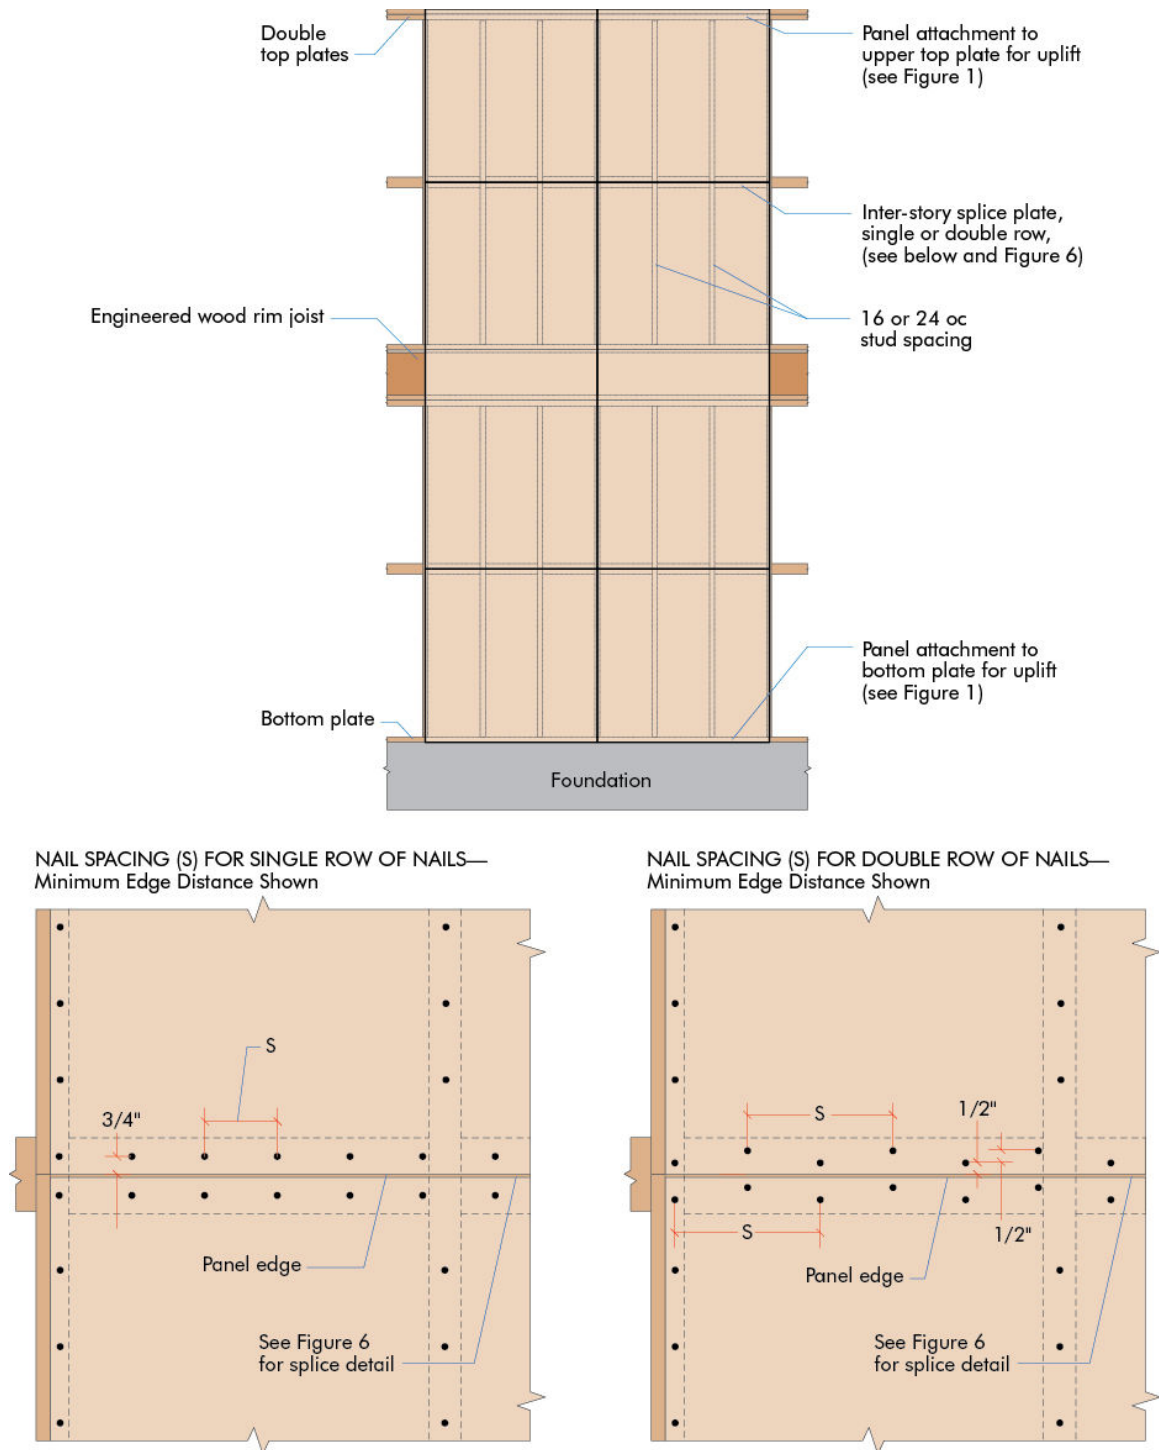 Double
top plates
Panel attachment to
upper top plate for uplift
(see Figure 1)
Inter-story splice plate,
single or double row,
(see below and Figure 6)
Engineered wood rim joist
16 or 24 oc
stud spacing
Panel attachment to
bottom plate for uplift
(see Figure 1)
Bottom plate
Foundation
NAIL SPACING (S) FOR SINGLE ROW OF NAILS—
Minimum Edge Distance Shown
S
3/4"
Panel edge
See Figure 6
for splice detail
NAIL SPACING (S) FOR DOUBLE ROW OF NAILS—
Minimum Edge Distance Shown
S
1/2"
S
1/2"
Panel edge
See Figure 6
for splice detail